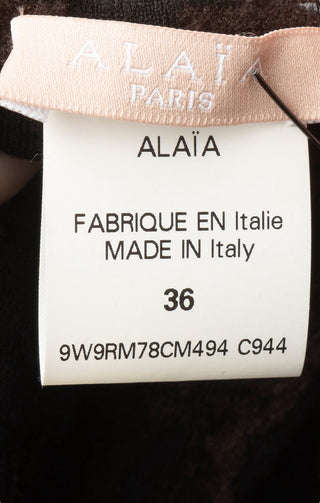 ALAÏA
PARIS
ALAÏA
FABRIQUE EN Italie
MADE IN Italy
36
9W9RM78CM494 C944